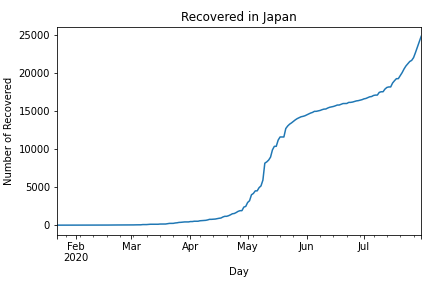 Recovered in Japan
Number of Recovered
25000
20000
15000
10000
5000
0
Feb
2020
Mar
Apr
May
Jun
Jul
Day